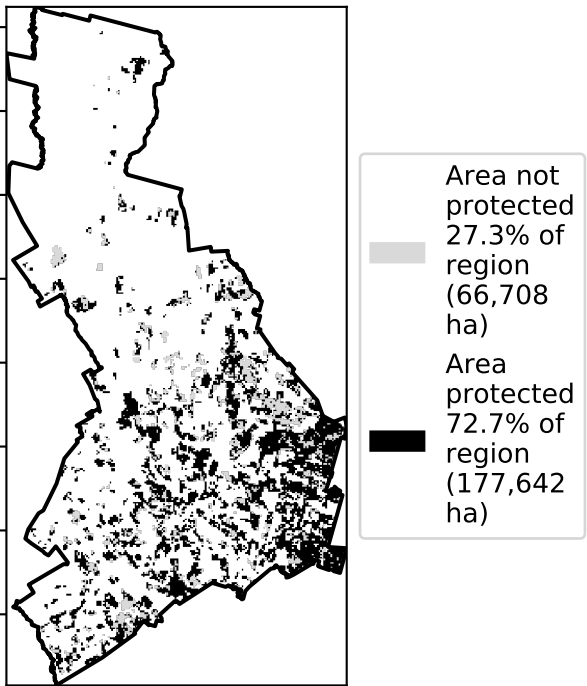 Area not
protected
27.3% of
region
(66,708
ha)
Area
protected
72.7% of
region
(177,642
ha)